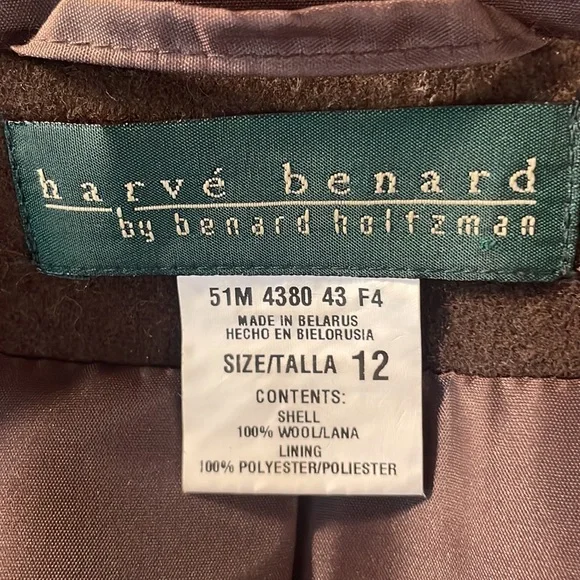 harvé benard
by benard holtzman
51M 4380 43 F4
MADE IN BELARUS
HECHO EN BIELORUSIA
SIZE/TALLA 12
CONTENTS:
SHELL
100% WOOL/LANA
LINING
100% POLYESTER/POLIESTER